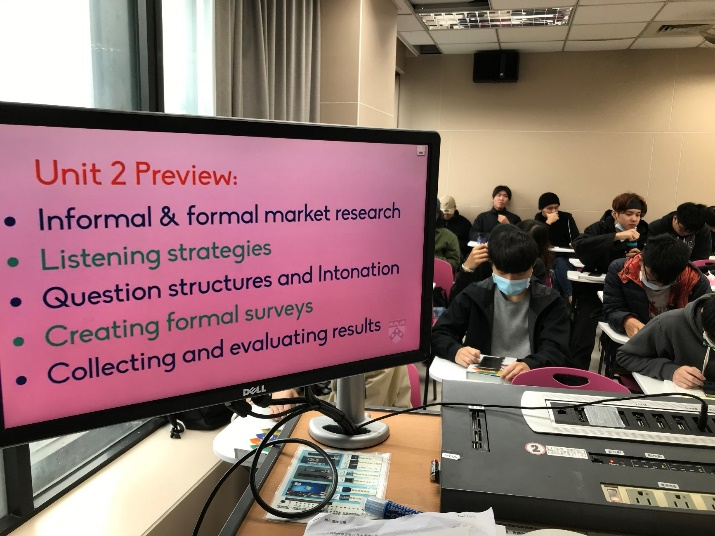 Unit 2 Preview:
• Informal & formal market research
• Listening strategies
• Question structures and Intonation
• Creating formal surveys
• Collecting and evaluating results
DELL
2